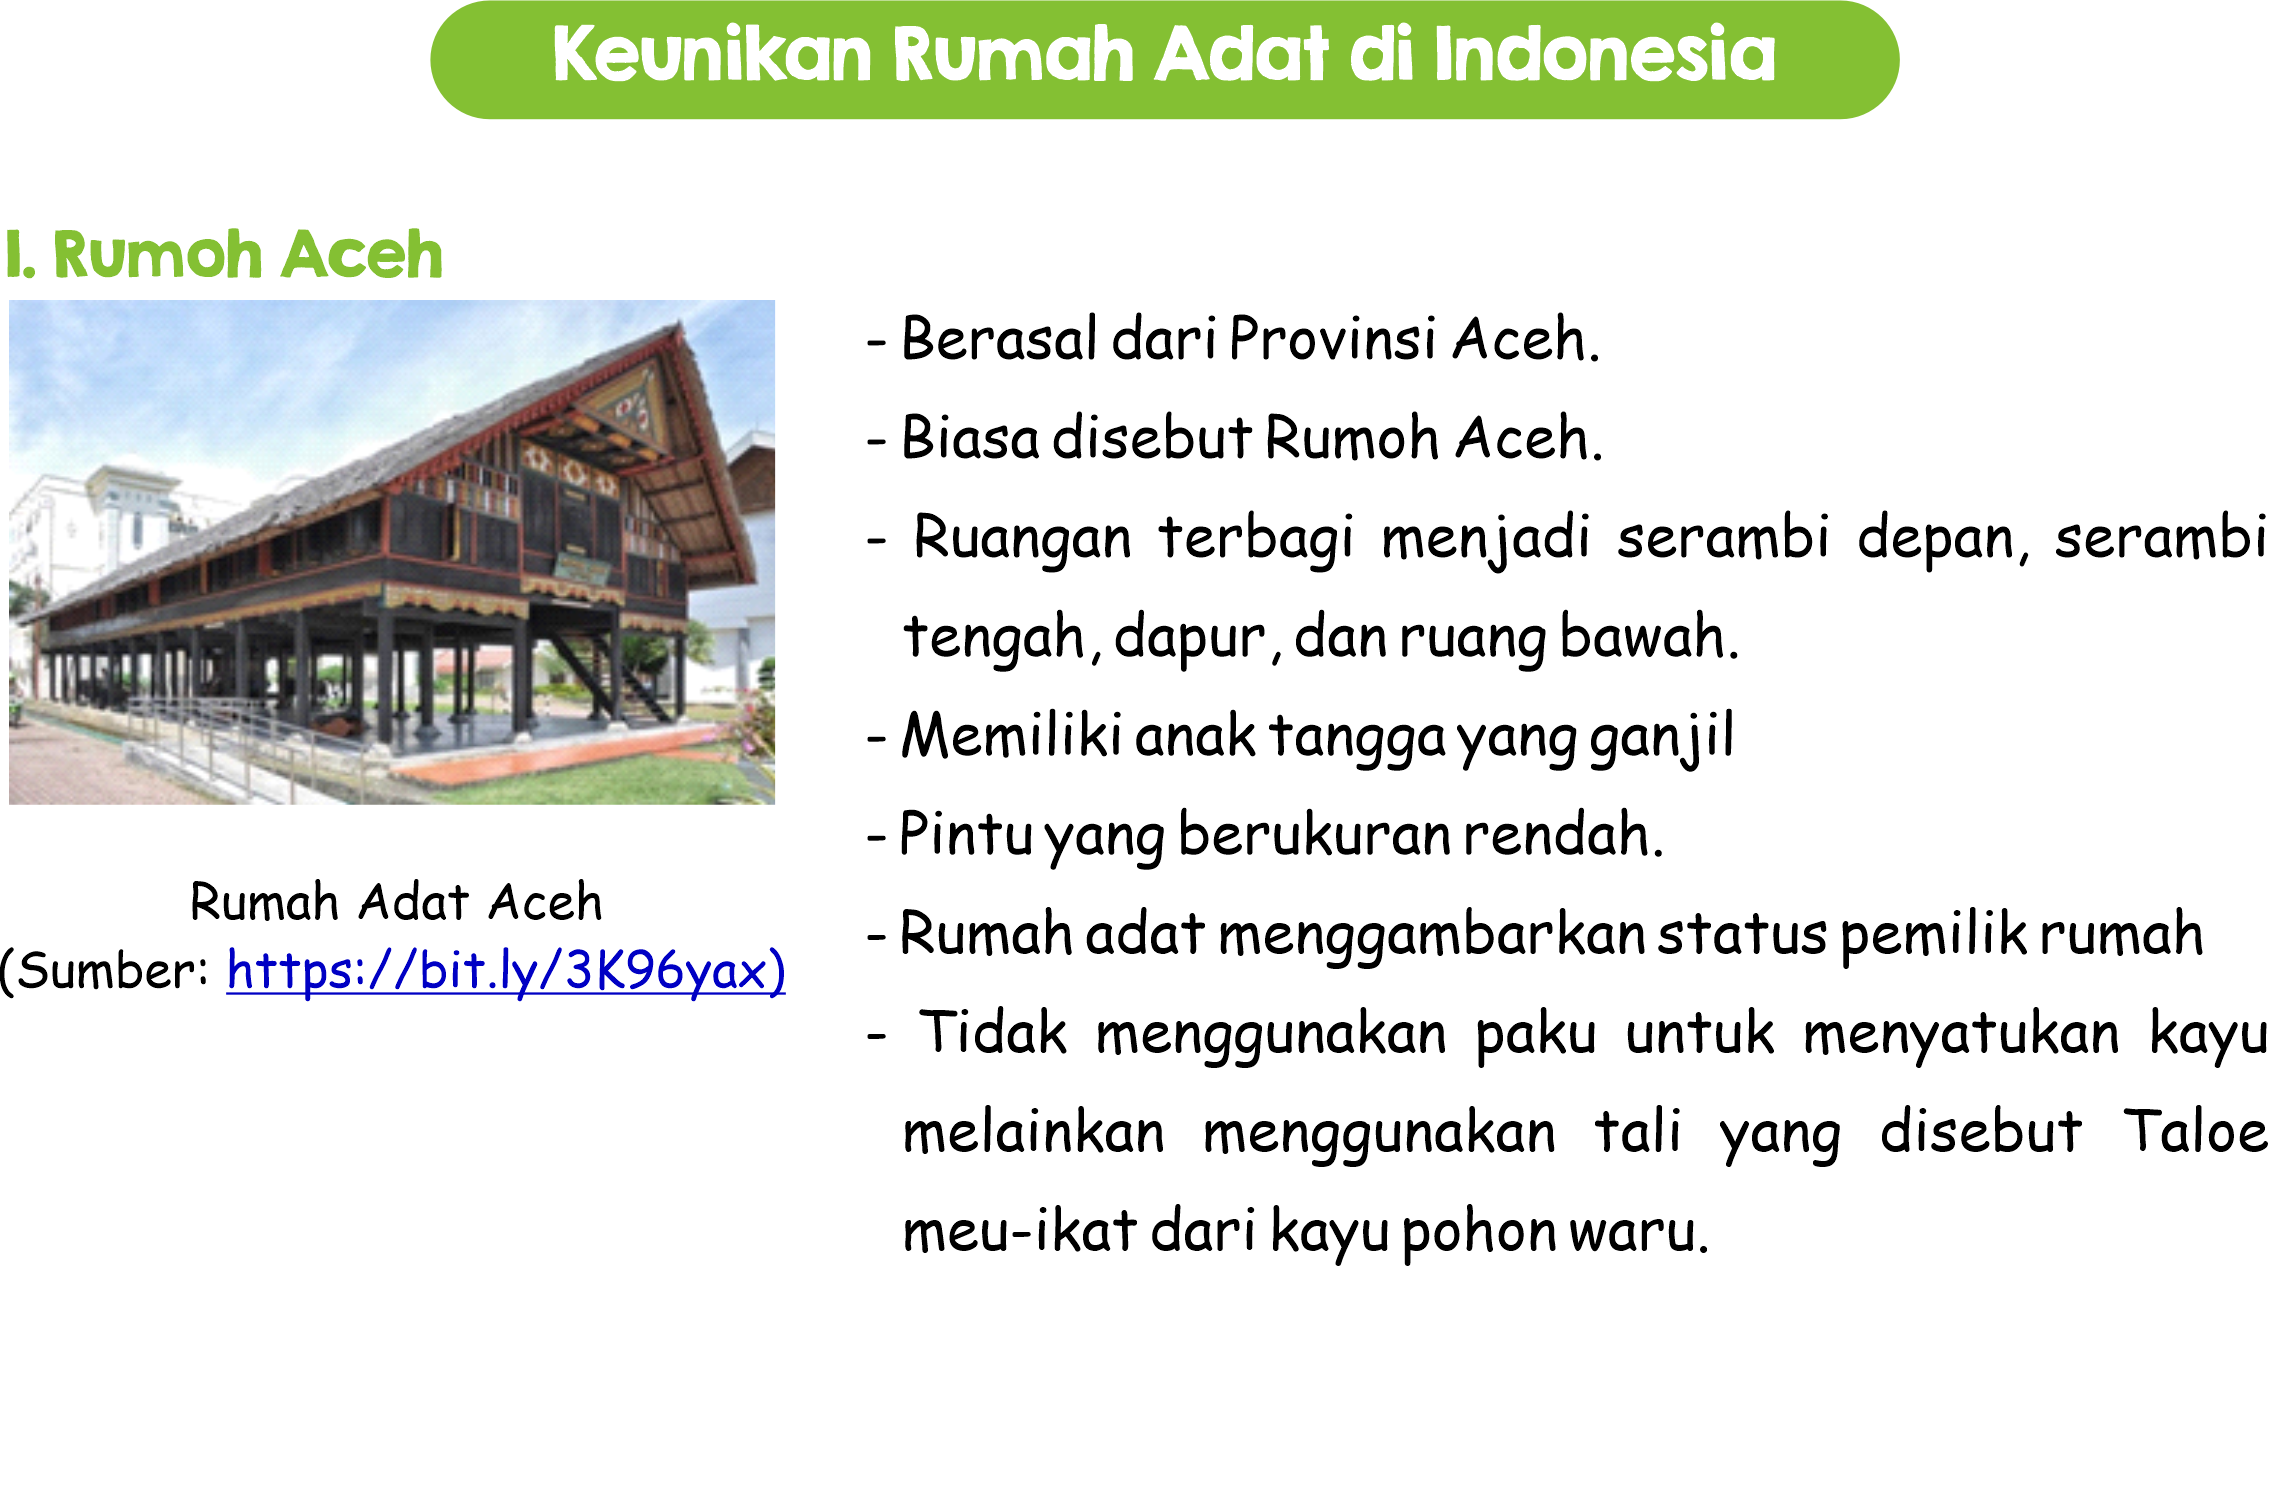 Keunikan Rumah Adat di Indonesia
1. Rumoh Aceh
Rumah Adat Aceh
(Sumber: https://bit.ly/3K96yax)
- Berasal dari Provinsi Aceh.
- Biasa disebut Rumoh Aceh.
- Ruangan terbagi menjadi serambi depan, serambi
tengah, dapur, dan ruang bawah.
- Memiliki anak tangga yang ganjil
- Pintu yang berukuran rendah.
- Rumah adat menggambarkan status pemilik rumah
- Tidak menggunakan paku untuk menyatukan kayu
melainkan menggunakan tali yang disebut Taloe
meu-ikat dari kayu pohon waru.